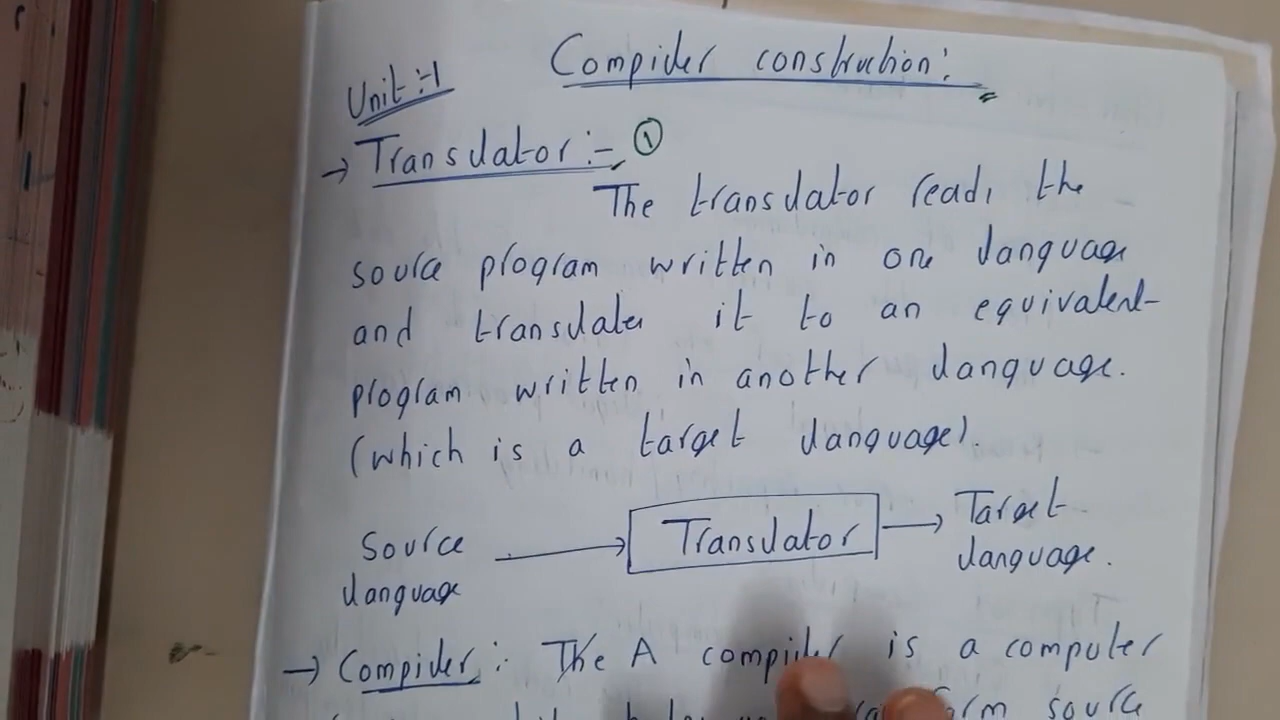 Compiler construction:
Unit :-1
→ Translator :- ①
The translator reads the
source program written in one language
and translates it to an equivalent
program written in another language.
(which is a target language).
Source language → Translator → Target language.
→ Compiler :- The A compiler is a computer
source